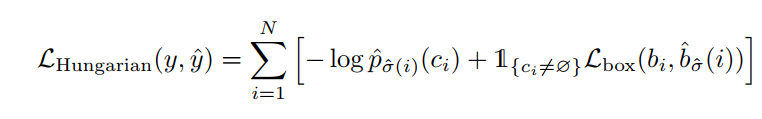 $\mathcal{L}_{\text{Hungarian}}(y, \hat{y}) = \sum_{i=1}^{N} \left[ -\log \hat{p}_{\hat{\sigma}(i)}(c_i) + \mathbb{1}_{\{c_i \neq \varnothing\}} \mathcal{L}_{\text{box}}(b_i, \hat{b}_{\hat{\sigma}}(i)) \right]$